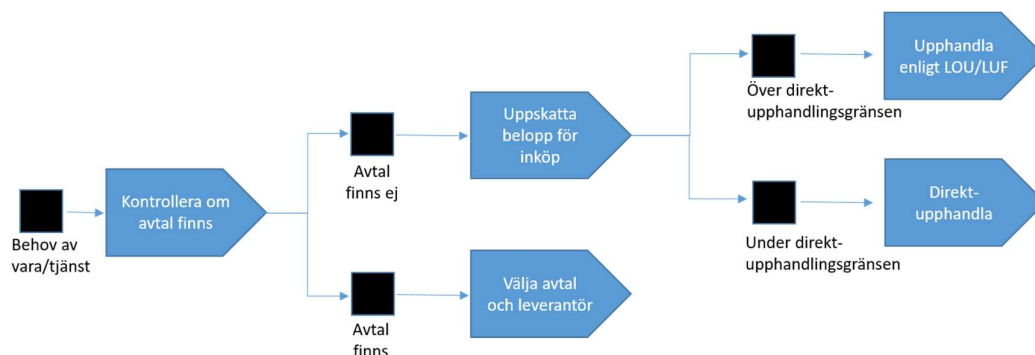 Behov av
vara/tjänst
Kontrollera om
avtal finns
Avtal
finns ej
Uppskatta
belopp för
inköp
Över direkt-
upphandlingsgränsen
Upphandla
enligt LOU/LUF
Under direkt-
upphandlingsgränsen
Direkt-
upphandla
Avtal
finns
Välja avtal
och leverantör